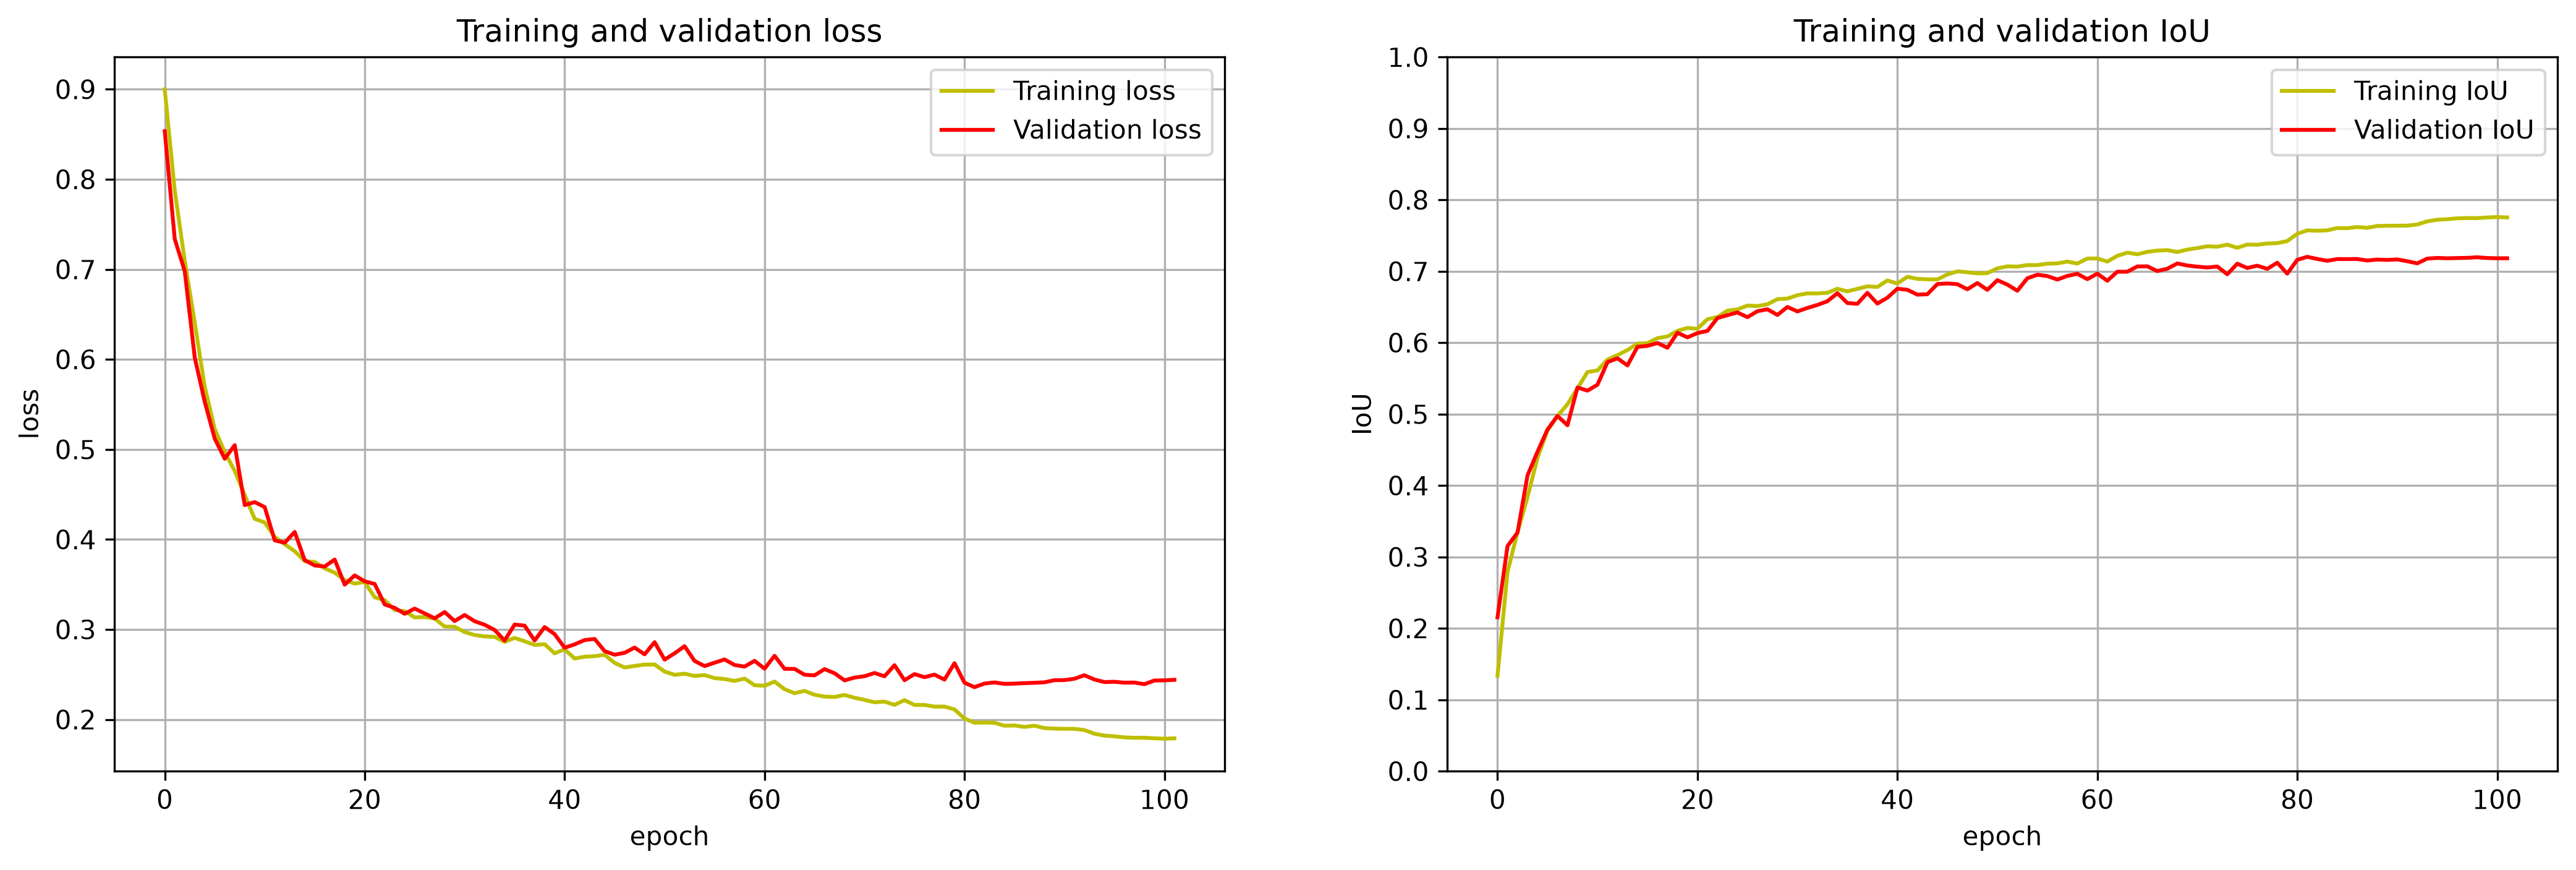 Training and validation loss
Training loss
Validation loss
0.9
0.8
0.7
0.6
0.5
0.4
0.3
0.2
loss
0 20 40 60 80 100
epoch
Training and validation IoU
Training IoU
Validation IoU
1.0
0.9
0.8
0.7
0.6
0.5
0.4
0.3
0.2
0.1
0.0
IoU
0 20 40 60 80 100
epoch